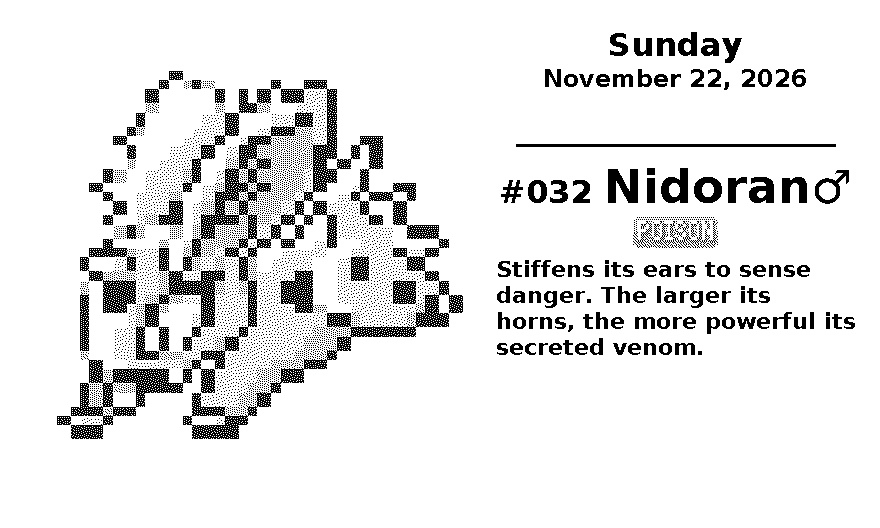 Sunday
November 22, 2026
#032 Nidoran♂
POISON
Stiffens its ears to sense
danger. The larger its
horns, the more powerful its
secreted venom.